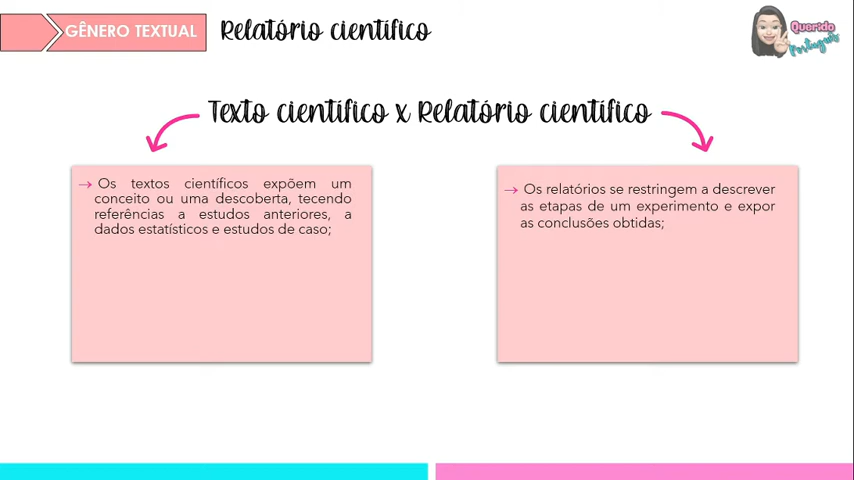 GÊNERO TEXTUAL
Relatório científico
Querido
Português
Texto científico x Relatório científico
→ Os textos científicos expõem um
conceito ou uma descoberta, tecendo
referências a estudos anteriores, a
dados estatísticos e estudos de caso;
→ Os relatórios se restringem a descrever
as etapas de um experimento e expor
as conclusões obtidas;